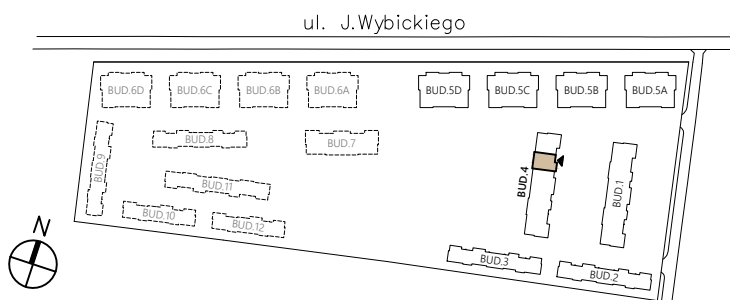 ul. J.Wybickiego
BUD.6D BUD.6C BUD.6B BUD.6A BUD.5D BUD.5C BUD.5B BUD.5A
BUD.8 BUD.7
BUD.9
BUD.11
BUD.4 BUD.1
BUD.10 BUD.12
N
BUD.3 BUD.2